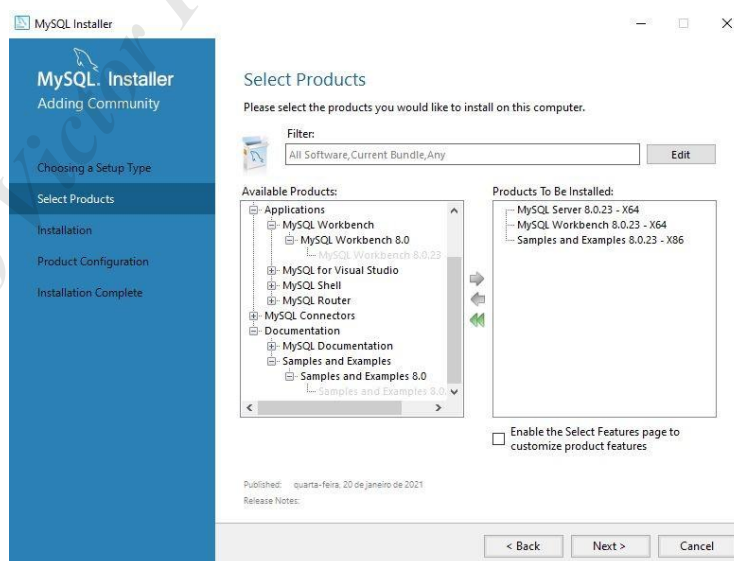 MySQL Installer
MySQL. Installer
Adding Community
Choosing a Setup Type
Select Products
Installation
Product Configuration
Installation Complete
Select Products
Please select the products you would like to install on this computer.
Filter:
All Software,Current Bundle,Any
Edit
Available Products:
Applications
MySQL Workbench
MySQL Workbench 8.0
MySQL Workbench 8.0.23
MySQL for Visual Studio
MySQL Shell
MySQL Router
MySQL Connectors
Documentation
MySQL Documentation
Samples and Examples
Samples and Examples 8.0
Samples and Examples 8.0.
Products To Be Installed:
MySQL Server 8.0.23 - X64
MySQL Workbench 8.0.23 - X64
Samples and Examples 8.0.23 - X86
Enable the Select Features page to
customize product features
Published: quarta-feira, 20 de janeiro de 2021
Release Notes:
< Back
Next >
Cancel
Victor